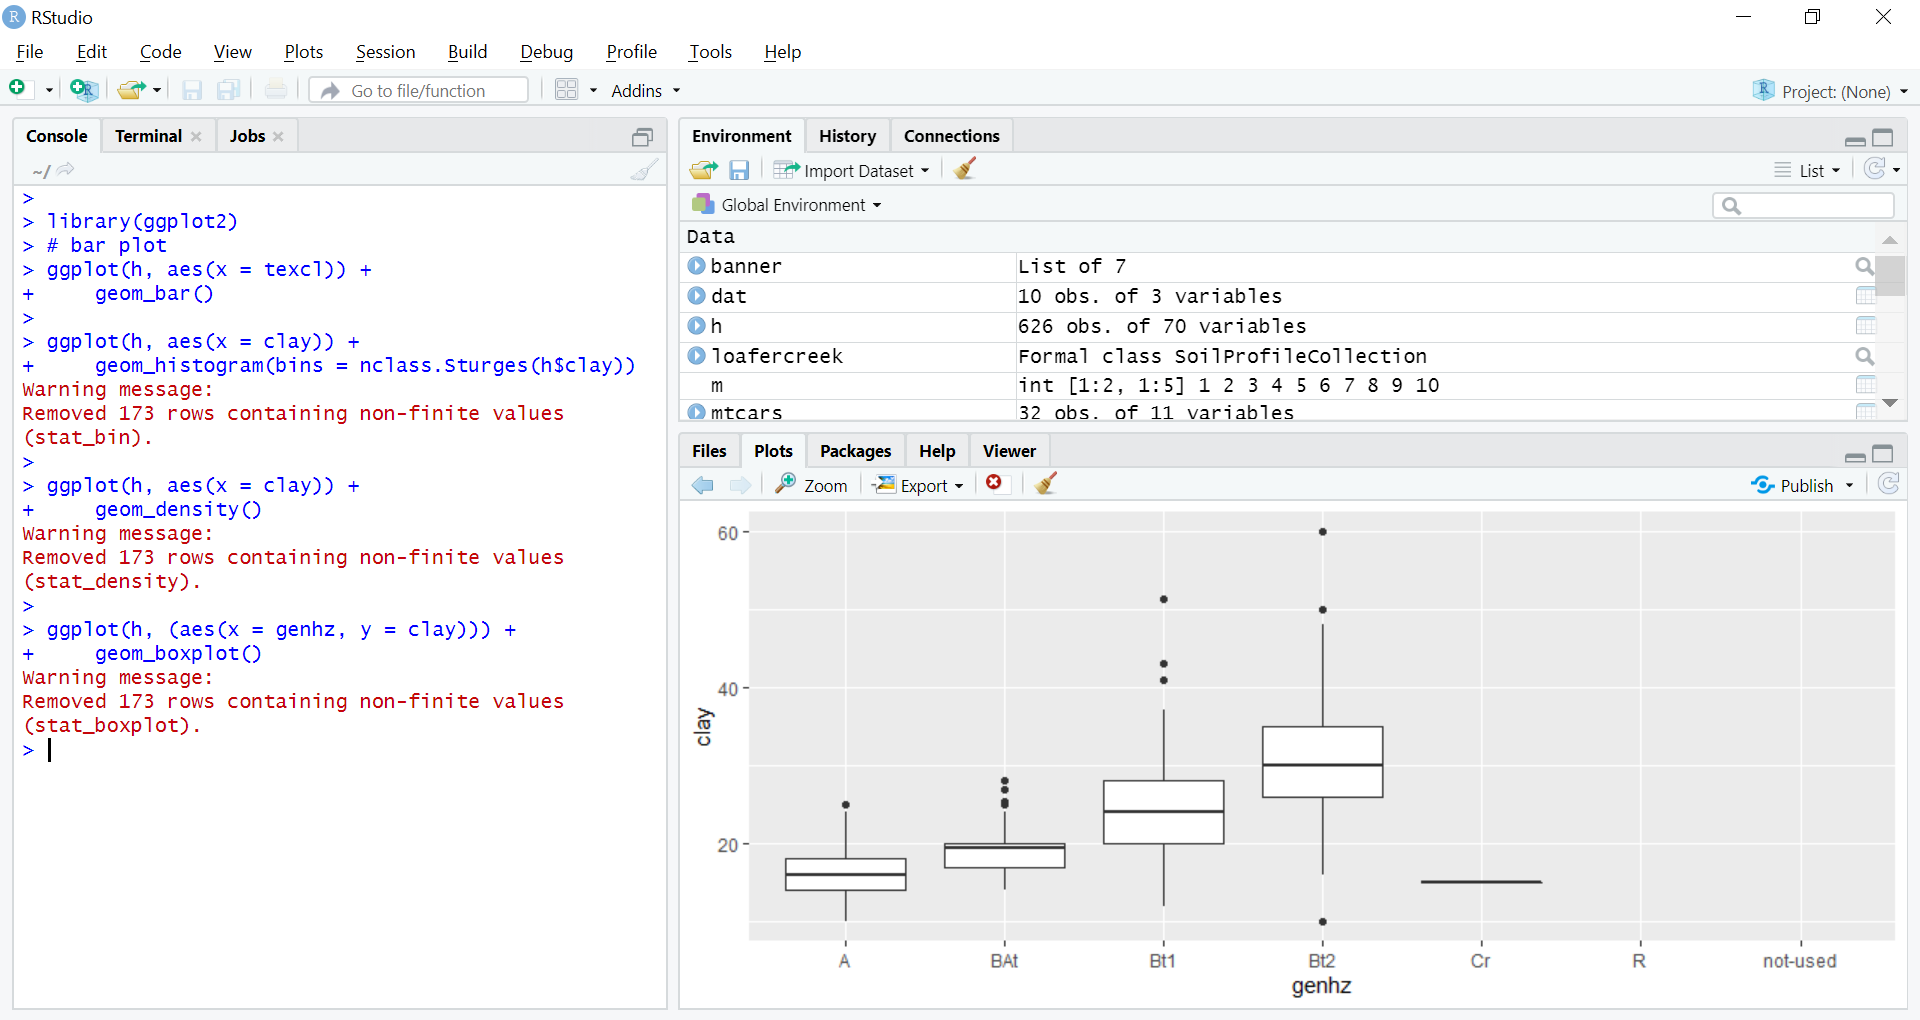 RStudio
File Edit Code View Plots Session Build Debug Profile Tools Help
Go to file/function Addins Project: (None)
Console Terminal Jobs
~/
>
> library(ggplot2)
> # bar plot
> ggplot(h, aes(x = texcl)) +
+     geom_bar()
>
> ggplot(h, aes(x = clay)) +
+     geom_histogram(bins = nclass.Sturges(h$clay))
Warning message:
Removed 173 rows containing non-finite values
(stat_bin).
>
> ggplot(h, aes(x = clay)) +
+     geom_density()
Warning message:
Removed 173 rows containing non-finite values
(stat_density).
>
> ggplot(h, (aes(x = genhz, y = clay))) +
+     geom_boxplot()
Warning message:
Removed 173 rows containing non-finite values
(stat_boxplot).
>
Environment History Connections
Import Dataset List
Global Environment
Data
banner List of 7
dat 10 obs. of 3 variables
h 626 obs. of 70 variables
loafercreek Formal class SoilProfileCollection
m int [1:2, 1:5] 1 2 3 4 5 6 7 8 9 10
mtcars 32 obs. of 11 variables
Files Plots Packages Help Viewer
Zoom Export Publish
60
40
20
clay
A BAt Bt1 Bt2 Cr R not-used
genhz